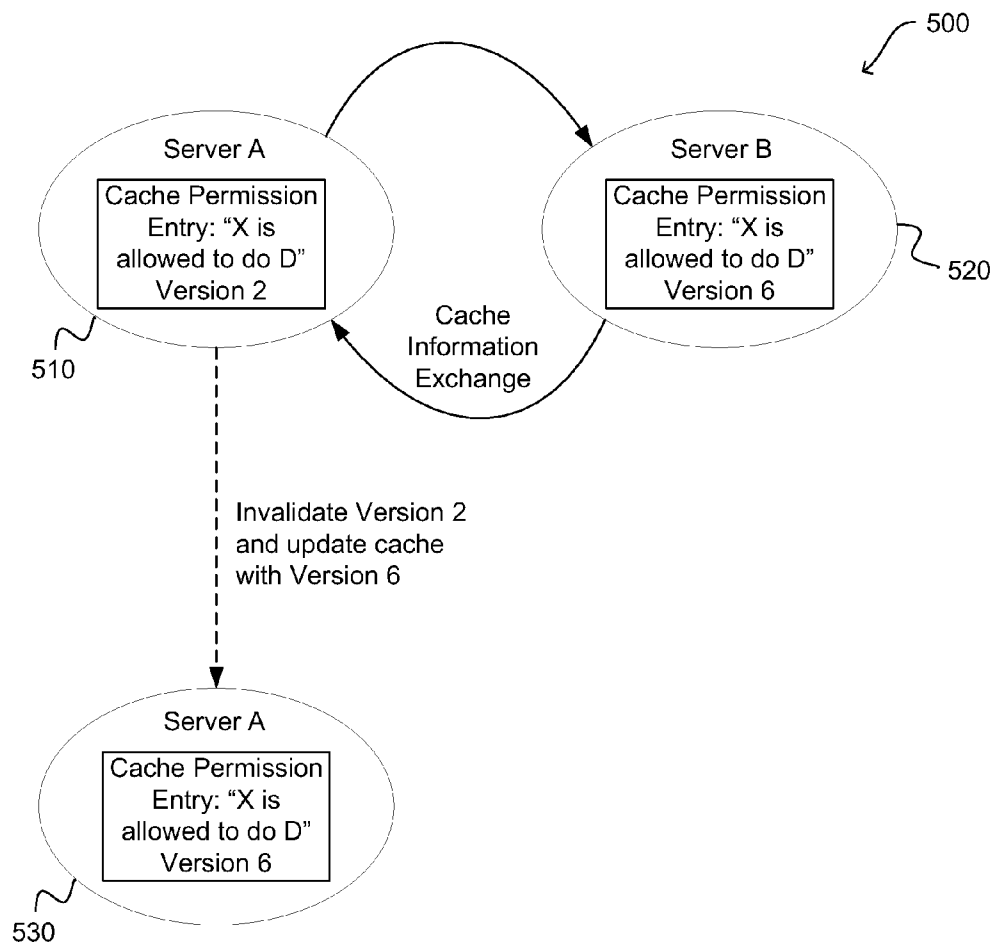 500
Server A
Cache Permission
Entry: “X is
allowed to do D”
Version 2
510
Server B
Cache Permission
Entry: “X is
allowed to do D”
Version 6
520
Cache
Information
Exchange
Invalidate Version 2
and update cache
with Version 6
Server A
Cache Permission
Entry: “X is
allowed to do D”
Version 6
530